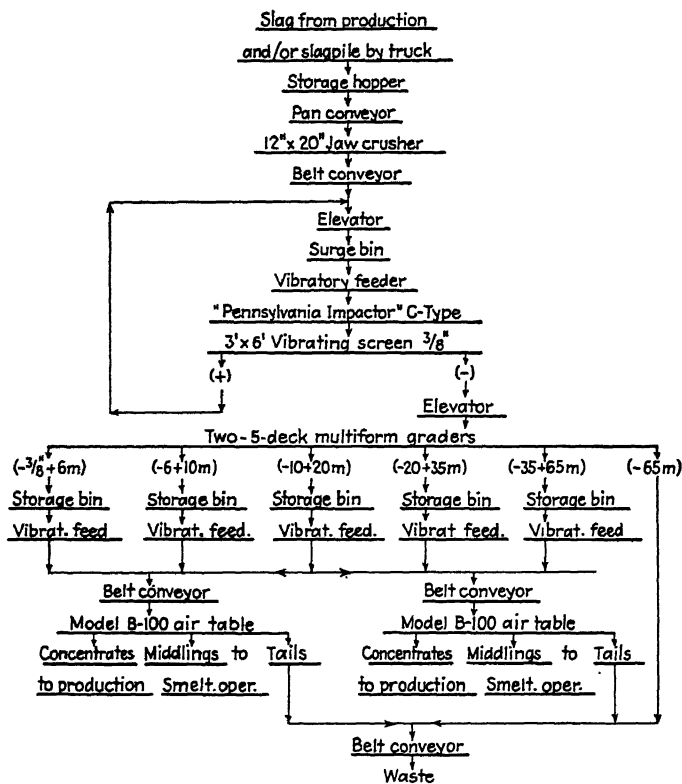 Slag from production
and/or slagpile by truck
Storage hopper
Pan conveyor
12"x 20" Jaw crusher
Belt conveyor
Elevator
Surge bin
Vibratory feeder
"Pennsylvania Impactor" C-Type
3'x 6' Vibrating screen 3/8"
(+) (-)
Elevator
Two-5-deck multiform graders
(-3/8"+6m) (-6+10m) (-10+20m) (-20+35m) (-35+65m) (-65m)
Storage bin Storage bin Storage bin Storage bin Storage bin
Vibrat. feed Vibrat. feed. Vibrat. feed. Vibrat feed Vibrat. feed
Belt conveyor Belt conveyor
Model B-100 air table Model B-100 air table
Concentrates Middlings to Tails Concentrates Middlings to Tails
to production Smelt. oper. to production Smelt. oper.
Belt conveyor
Waste